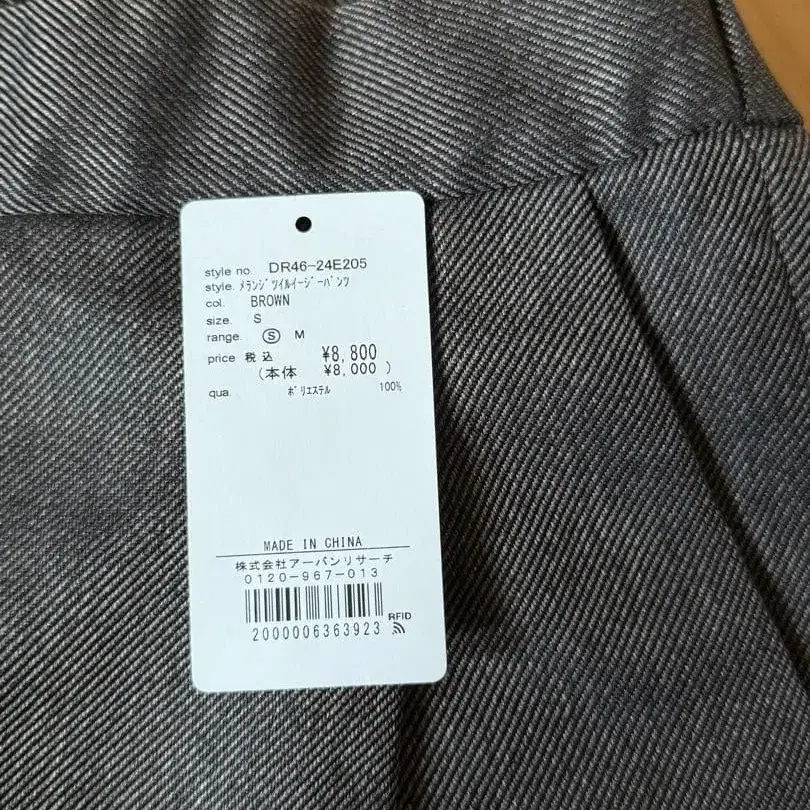 style no. DR46-24E205
style. ﾒﾗﾝｼﾞﾂｲﾙｲｰｼﾞｰﾊﾟﾝﾂ
col. BROWN
size. S
range. Ⓢ M
price 税込 ¥8,800
(本体 ¥8,000 )
qua. ﾎﾟﾘｴｽﾃﾙ 100%
MADE IN CHINA
株式会社アーバンリサーチ
0120-967-013
RFID
2000006363923